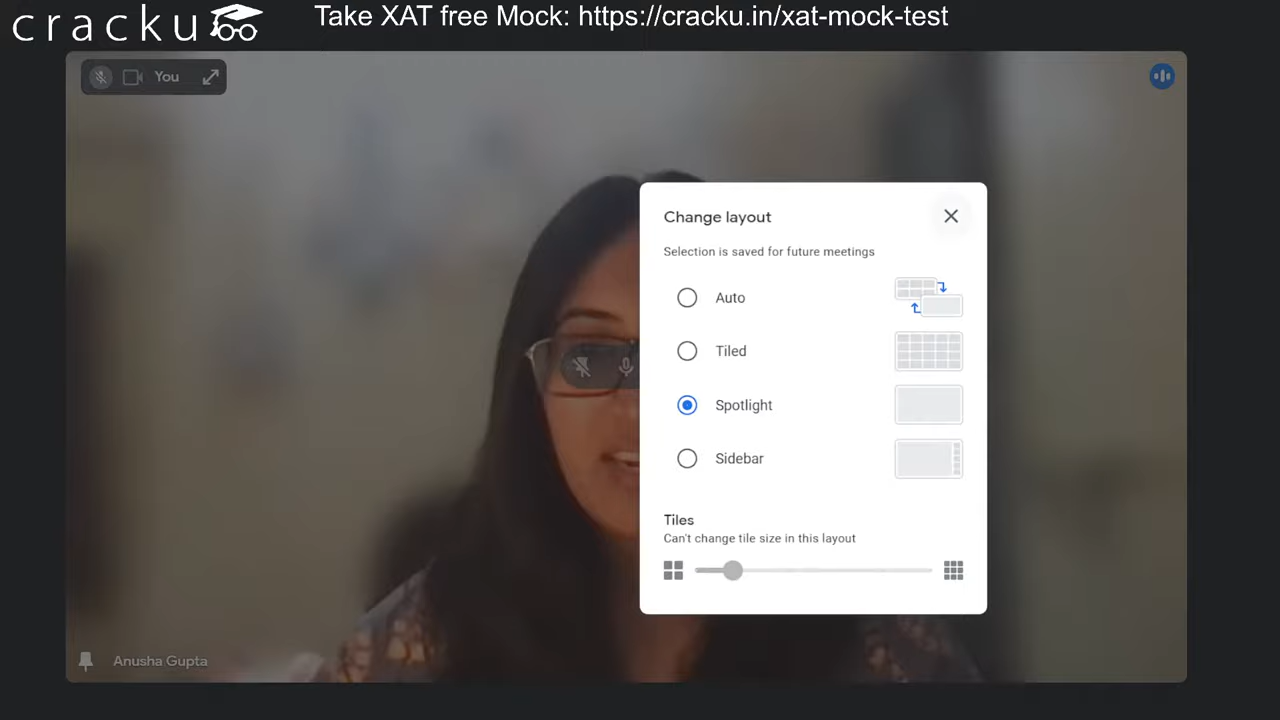 cracku
Take XAT free Mock: https://cracku.in/xat-mock-test
You
Change layout
Selection is saved for future meetings
Auto
Tiled
Spotlight
Sidebar
Tiles
Can't change tile size in this layout
Anusha Gupta